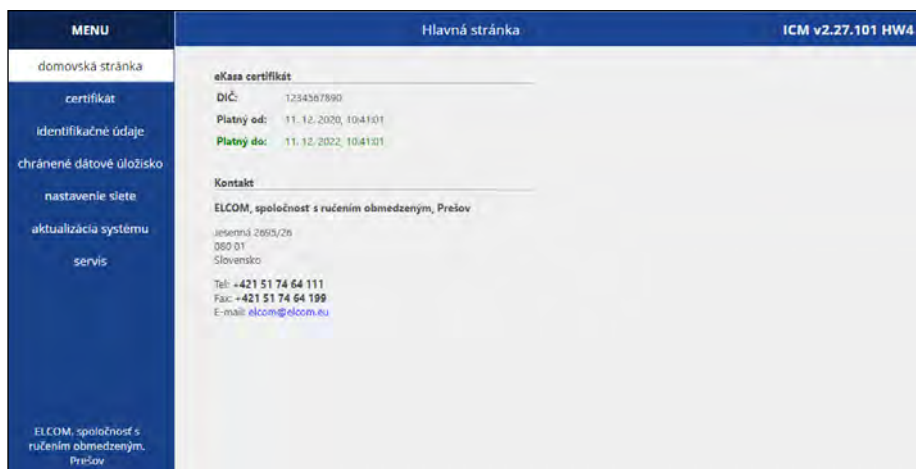 MENU
Hlavná stránka
ICM v2.27.101 HW4
domovská stránka
certifikát
identifikačné údaje
chránené dátové úložisko
nastavenie siete
aktualizácia systému
servis
eKasa certifikát
DIČ: 1234567890
Platný od: 11. 12. 2020, 10:41:01
Platný do: 11. 12. 2022, 10:41:01
Kontakt
ELCOM, spoločnosť s ručením obmedzeným, Prešov
Jesenná 2695/26
080 01
Slovensko
Tel: +421 51 74 64 111
Fax: +421 51 74 64 199
E-mail: elcom@elcom.eu
ELCOM, spoločnosť s
ručením obmedzeným,
Prešov